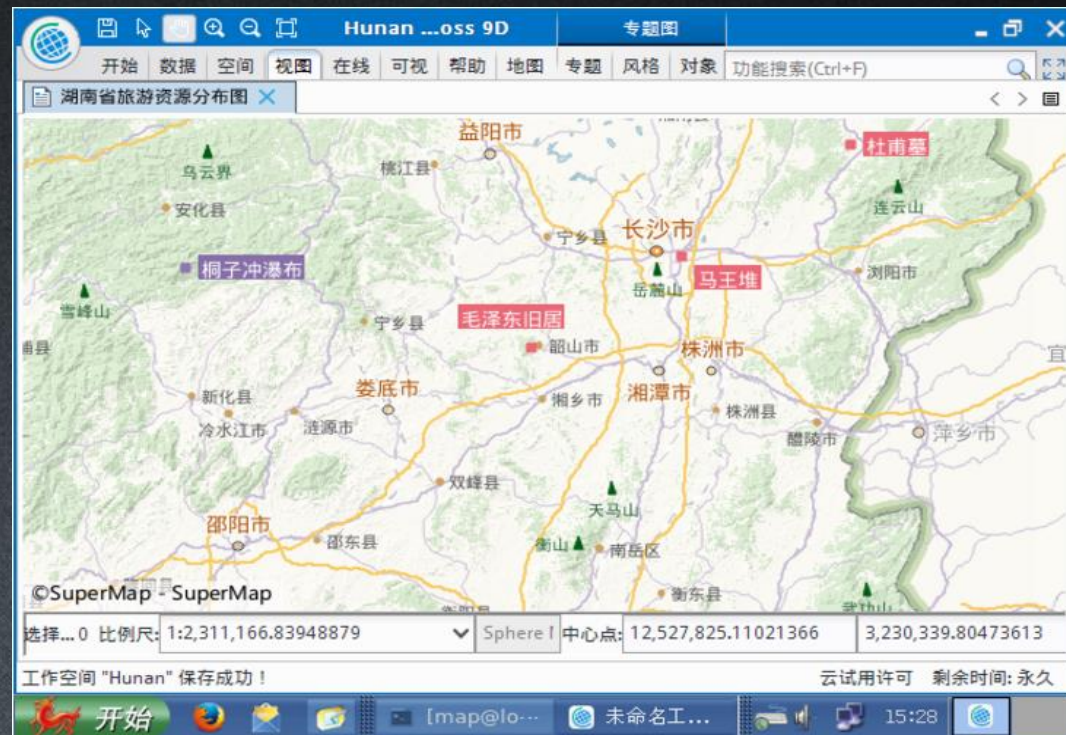 Hunan ...oss 9D 专题图
开始 数据 空间 视图 在线 可视 帮助 地图 专题 风格 对象 功能搜索(Ctrl+F)
湖南省旅游资源分布图
益阳市
杜甫墓
桃江县
乌云界
安化县
连云山
长沙市
宁乡县
桐子冲瀑布
马王堆
浏阳市
岳麓山
雪峰山
毛泽东旧居
宁乡县
韶山市
株洲市
娄底市
湘潭市
新化县
湘乡市
株洲县
冷水江市
涟源市
醴陵市
萍乡市
双峰县
天马山
邵阳市
邵东县
衡山
南岳区
©SuperMap - SuperMap
衡东县
武功山
选择... 0 比例尺: 1:2,311,166.83948879 Sphere 中心点: 12,527,825.11021366 3,230,339.80473613
工作空间 "Hunan" 保存成功！ 云试用许可 剩余时间: 永久
开始 [map@lo... 未命名工... 15:28